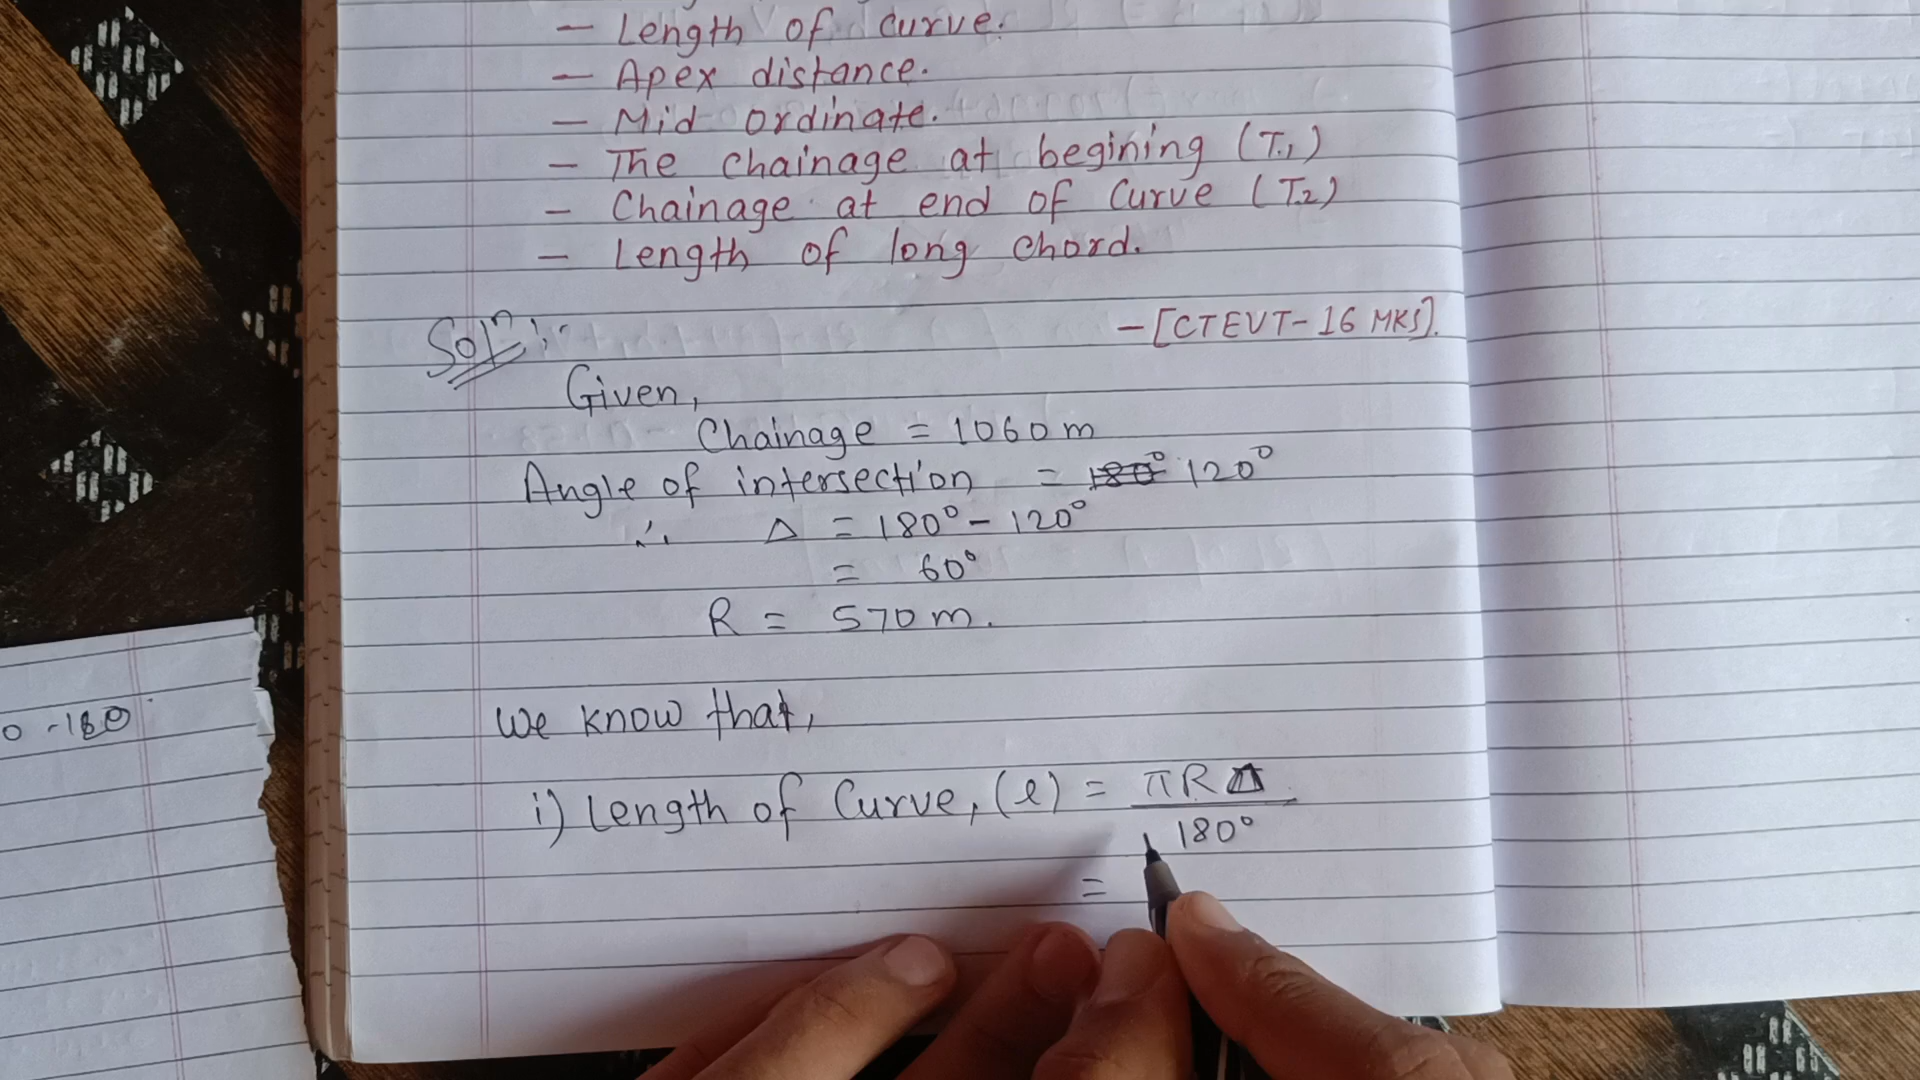 - Length of curve.
- Apex distance.
- Mid ordinate.
- The chainage at begining (T1)
- Chainage at end of Curve (T2)
- Length of long chord.
- [CTEVT- 16 MKS].
Solⁿ:-
Given,
Chainage = 1060 m
Angle of intersection = 180° 120°
∴ Δ = 180° - 120°
= 60°
R = 570 m.
We know that,
i) Length of Curve, (l) = πRΔ
180°
=
0 -180